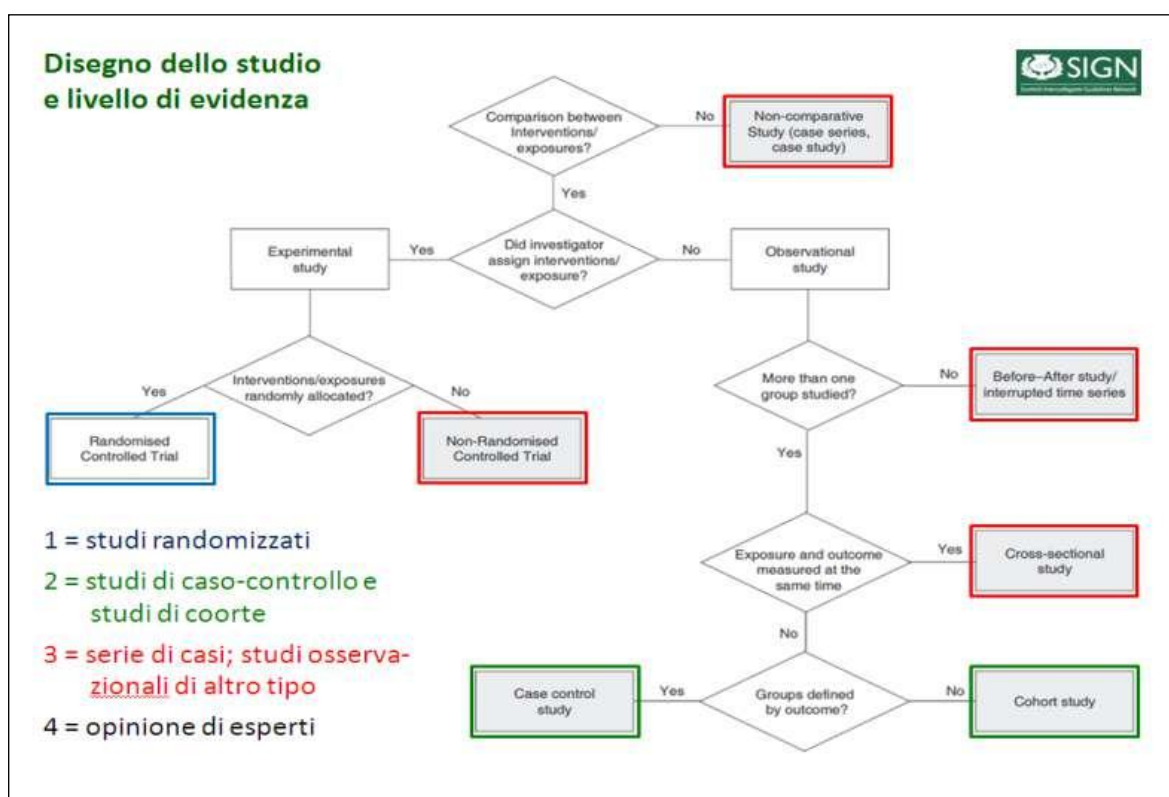 Disegno dello studio
e livello di evidenza
SIGN
Comparison between
Interventions/
exposures?
No
Non-comparative
Study (case series,
case study)
Yes
Experimental
study
Yes
Did investigator
assign interventions/
exposure?
No
Observational
study
Yes
Interventions/exposures
randomly allocated?
No
More than one
group studied?
No
Before–After study/
interrupted time series
Randomised
Controlled Trial
Non-Randomised
Controlled Trial
Yes
1 = studi randomizzati
2 = studi di caso-controllo e
studi di coorte
3 = serie di casi; studi osserva-
zionali di altro tipo
4 = opinione di esperti
Exposure and outcome
measured at the
same time
Yes
Cross-sectional
study
No
Case control
study
Yes
Groups defined
by outcome?
No
Cohort study